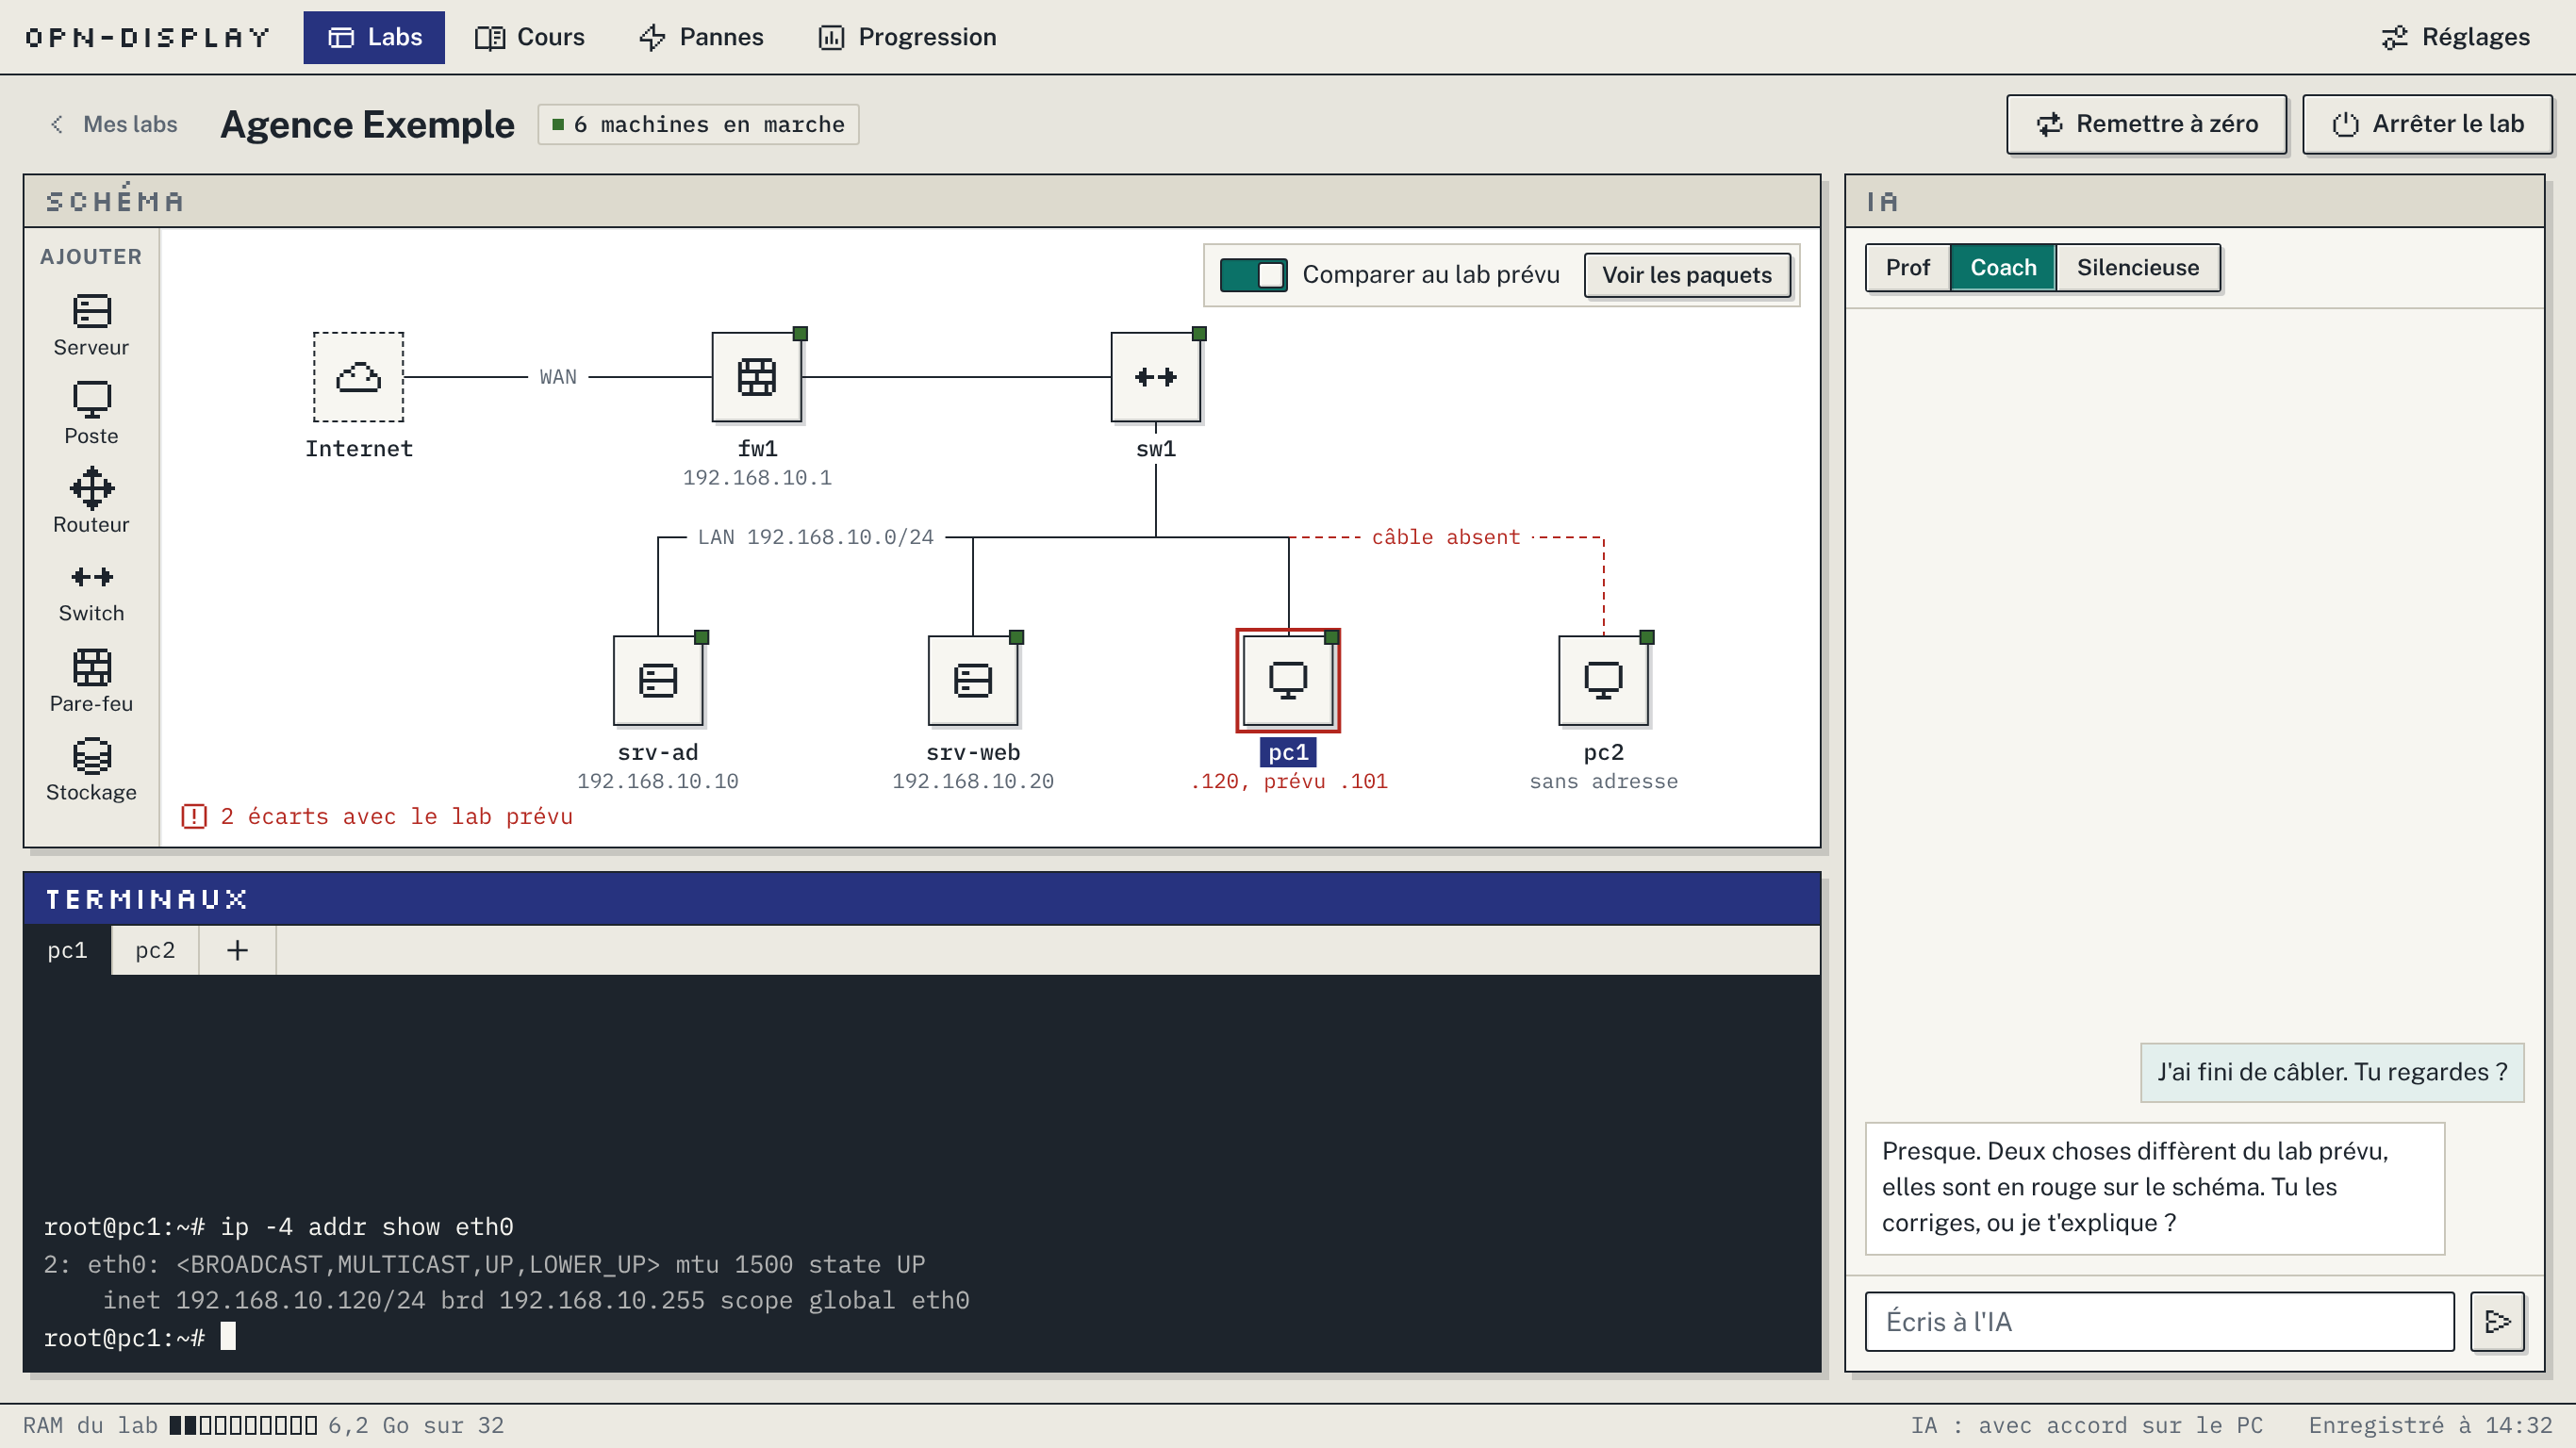 OPN-DISPLAY
Labs
Cours
Pannes
Progression
Réglages
Mes labs
Agence Exemple
6 machines en marche
Remettre à zéro
Arrêter le lab
SCHÉMA
AJOUTER
Serveur
Poste
Routeur
Switch
Pare-feu
Stockage
Comparer au lab prévu
Voir les paquets
WAN
Internet
fw1
192.168.10.1
sw1
LAN 192.168.10.0/24
câble absent
srv-ad
192.168.10.10
srv-web
192.168.10.20
pc1
.120, prévu .101
pc2
sans adresse
2 écarts avec le lab prévu
TERMINAUX
pc1
pc2
+
root@pc1:~# ip -4 addr show eth0
2: eth0: <BROADCAST,MULTICAST,UP,LOWER_UP> mtu 1500 state UP
inet 192.168.10.120/24 brd 192.168.10.255 scope global eth0
root@pc1:~#
IA
Prof
Coach
Silencieuse
J'ai fini de câbler. Tu regardes ?
Presque. Deux choses diffèrent du lab prévu,
elles sont en rouge sur le schéma. Tu les
corriges, ou je t'explique ?
Écris à l'IA
RAM du lab
6,2 Go sur 32
IA : avec accord sur le PC
Enregistré à 14:32